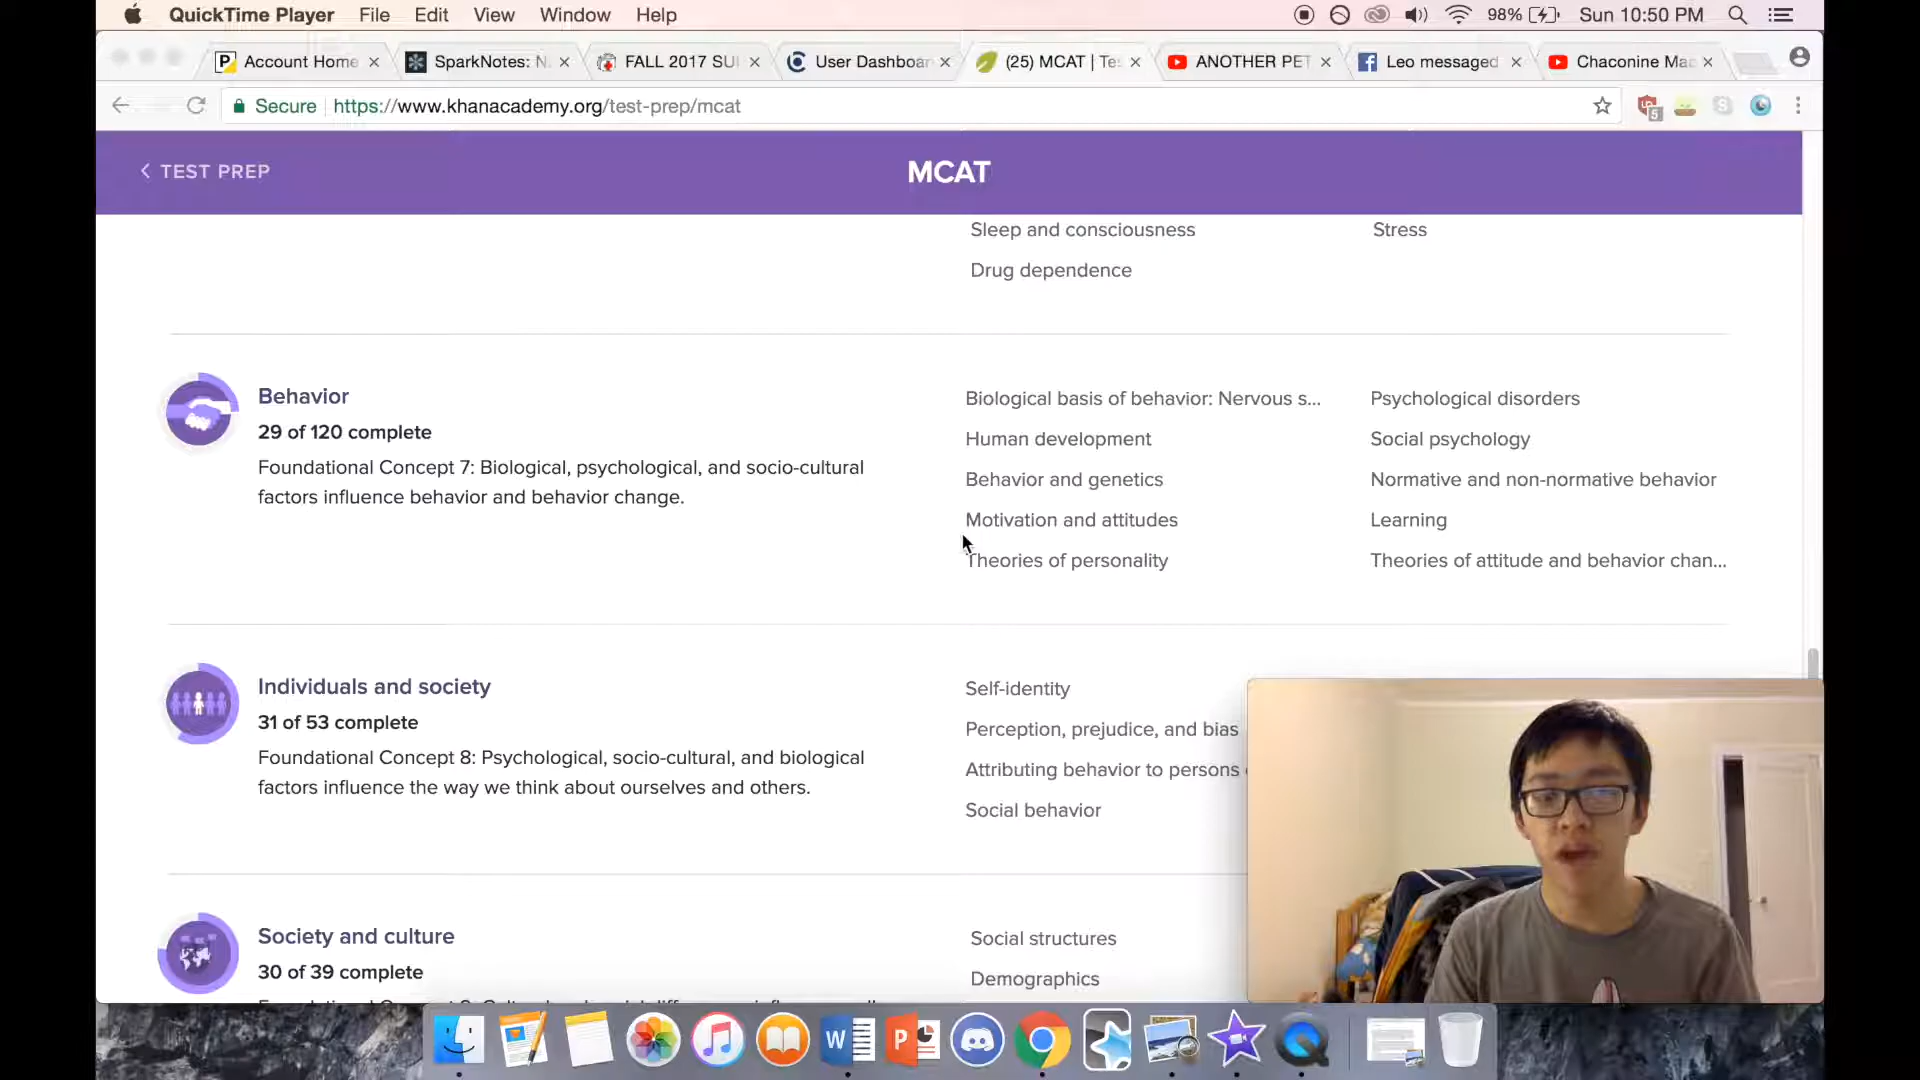 QuickTime Player File Edit View Window Help 98% Sun 10:50 PM
Account Home SparkNotes: N FALL 2017 SU User Dashboar (25) MCAT | Tes ANOTHER PET Leo messaged Chaconine Mac
Secure https://www.khanacademy.org/test-prep/mcat 5
TEST PREP
MCAT
Sleep and consciousness
Stress
Drug dependence
Behavior
29 of 120 complete
Foundational Concept 7: Biological, psychological, and socio-cultural
factors influence behavior and behavior change.
Biological basis of behavior: Nervous s...
Human development
Behavior and genetics
Motivation and attitudes
Theories of personality
Psychological disorders
Social psychology
Normative and non-normative behavior
Learning
Theories of attitude and behavior chan...
Individuals and society
31 of 53 complete
Foundational Concept 8: Psychological, socio-cultural, and biological
factors influence the way we think about ourselves and others.
Self-identity
Perception, prejudice, and bias
Attributing behavior to persons
Social behavior
Society and culture
30 of 39 complete
Social structures
Demographics